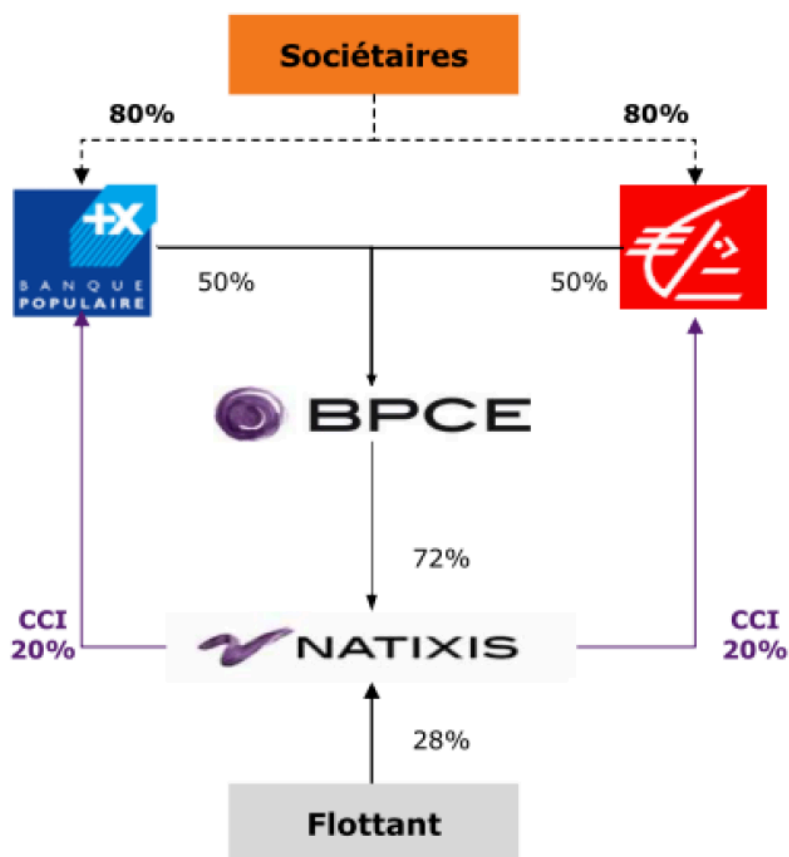 Sociétaires
80%
80%
+X
BANQUE
POPULAIRE
50%
50%
BPCE
72%
CCI
20%
NATIXIS
CCI
20%
28%
Flottant